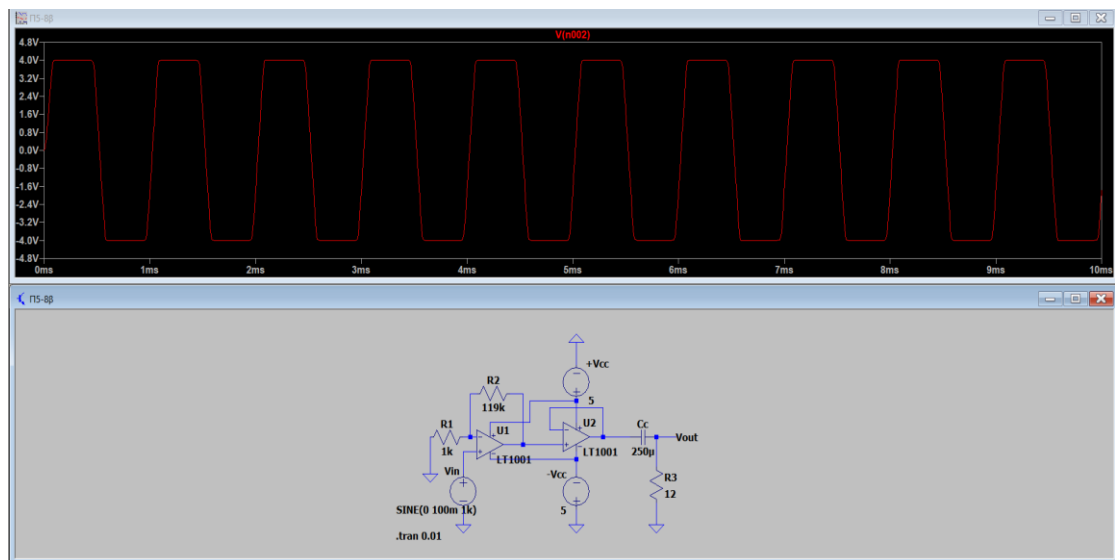 П5-8β
V(n002)
4.8V
4.0V
3.2V
2.4V
1.6V
0.8V
0.0V
-0.8V
-1.6V
-2.4V
-3.2V
-4.0V
-4.8V
0ms 1ms 2ms 3ms 4ms 5ms 6ms 7ms 8ms 9ms 10ms
П5-8β
+Vcc
5
R2
119k
R1
1k
U1
LT1001
U2
LT1001
Cc
250µ
Vout
Vin
-Vcc
5
R3
12
SINE(0 100m 1k)
.tran 0.01